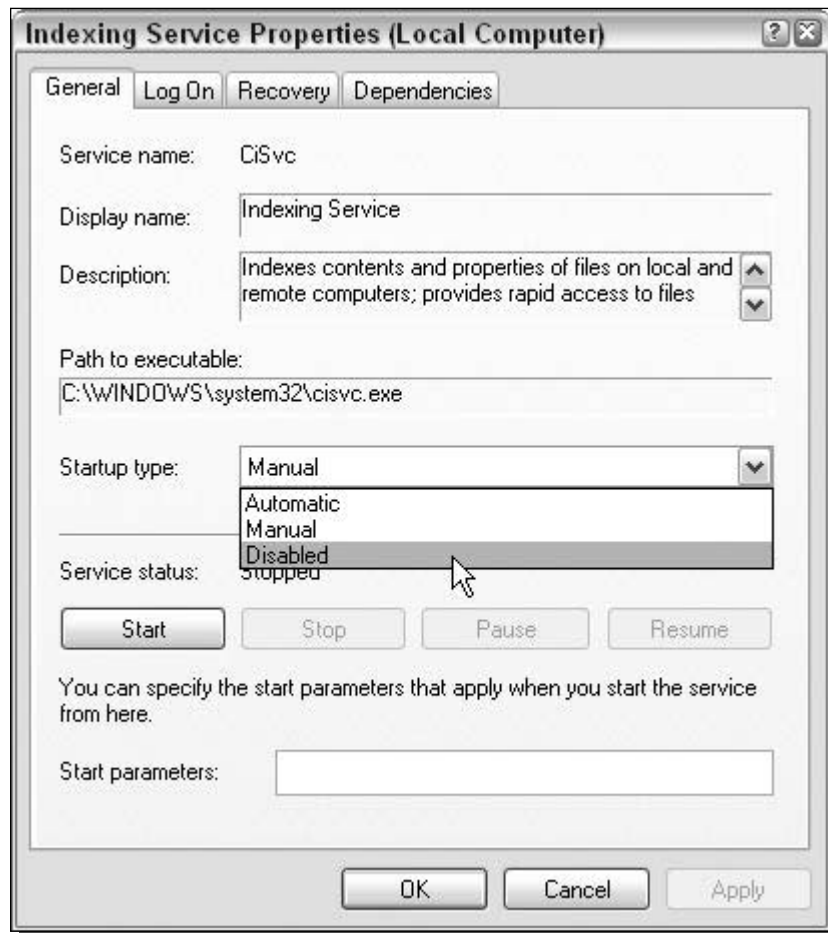 Indexing Service Properties (Local Computer)
General Log On Recovery Dependencies
Service name: CiSvc
Display name: Indexing Service
Description: Indexes contents and properties of files on local and
remote computers; provides rapid access to files
Path to executable:
C:\WINDOWS\system32\cisvc.exe
Startup type: Manual
Automatic
Manual
Disabled
Service status: Stopped
Start Stop Pause Resume
You can specify the start parameters that apply when you start the service
from here.
Start parameters:
OK Cancel Apply